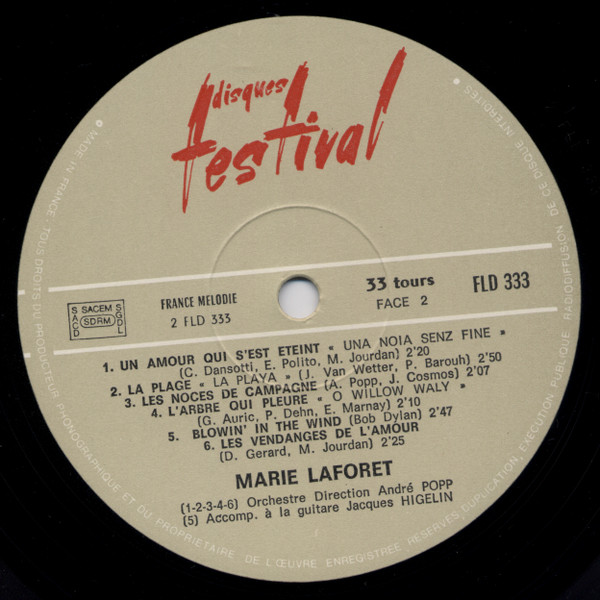 disques
festival
S SACEM S
A SDRM G
C D
D L
FRANCE MELODIE
2 FLD 333
33 tours
FACE 2
FLD 333
1. UN AMOUR QUI S'EST ETEINT « UNA NOIA SENZ FINE »
(C. Dansotti, E. Polito, M. Jourdan) 2'20
2. LA PLAGE « LA PLAYA » (J. Van Wetter, P. Barouh) 2'50
3. LES NOCES DE CAMPAGNE (A. Popp, J. Cosmos) 2'07
4. L'ARBRE QUI PLEURE « O WILLOW WALY »
(G. Auric, P. Dehn, E. Marnay) 2'10
5. BLOWIN' IN THE WIND (Bob Dylan) 2'47
6. LES VENDANGES DE L'AMOUR
(D. Gerard, M. Jourdan) 2'25
MARIE LAFORET
(1-2-3-4-6) Orchestre Direction André POPP
(5) Accomp. à la guitare Jacques HIGELIN
MADE IN FRANCE · TOUS DROITS DU PRODUCTEUR PHONOGRAPHIQUE ET DU PROPRIETAIRE DE L'ŒUVRE ENREGISTREE RÉSERVÉS, DUPLICATION, EXECUTION PUBLIQUE RADIODIFFUSION DE CE DISQUE INTERDITES